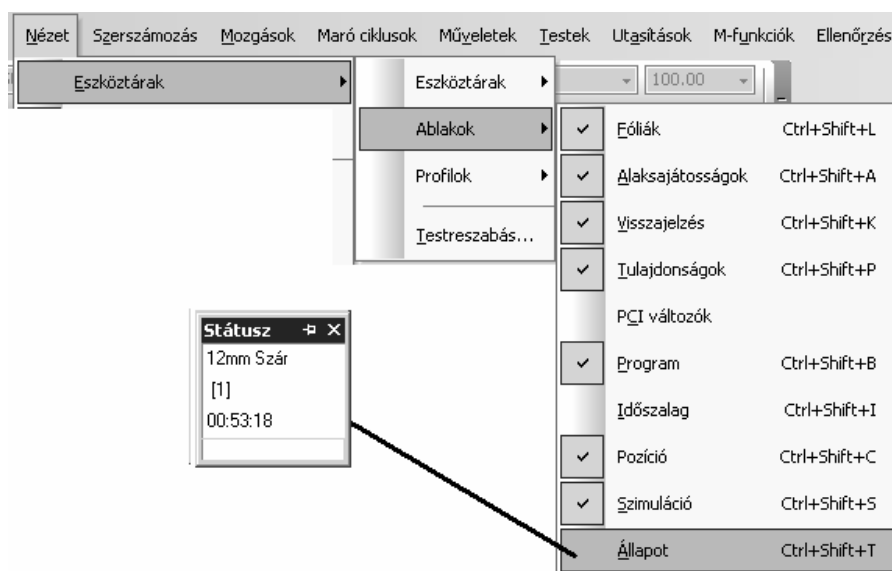 Nézet Szerszámozás Mozgások Maró ciklusok Műveletek Testek Utasítások M-funkciók Ellenőrzés
Eszköztárak
Eszköztárak
100.00
Ablakok
Profilok
Testreszabás...
Fóliák Ctrl+Shift+L
Alaksajátosságok Ctrl+Shift+A
Visszajelzés Ctrl+Shift+K
Tulajdonságok Ctrl+Shift+P
PCI változók
Program Ctrl+Shift+B
Időszalag Ctrl+Shift+I
Pozíció Ctrl+Shift+C
Szimuláció Ctrl+Shift+S
Állapot Ctrl+Shift+T
Státusz
12mm Szár
[1]
00:53:18